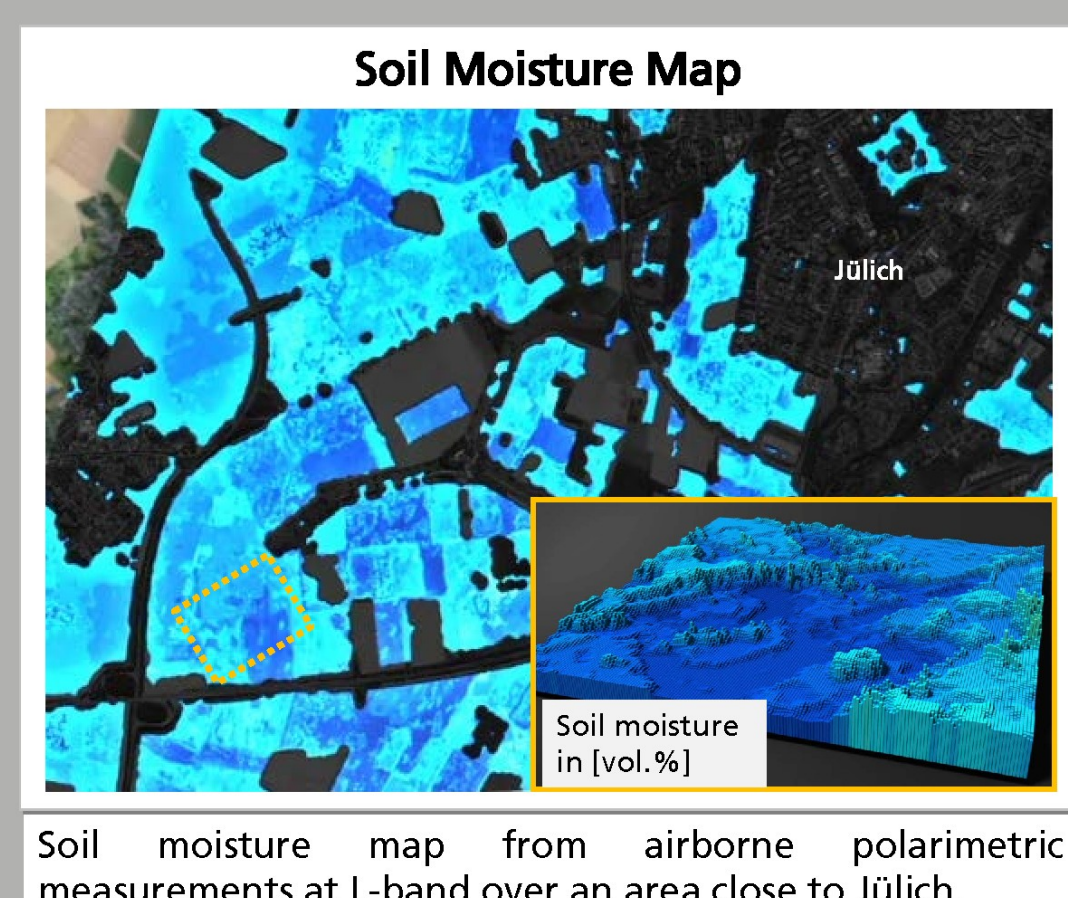 Soil Moisture Map
Jülich
Soil moisture
in [vol.%]
Soil moisture map from airborne polarimetric
measurements at L-band over an area close to Jülich